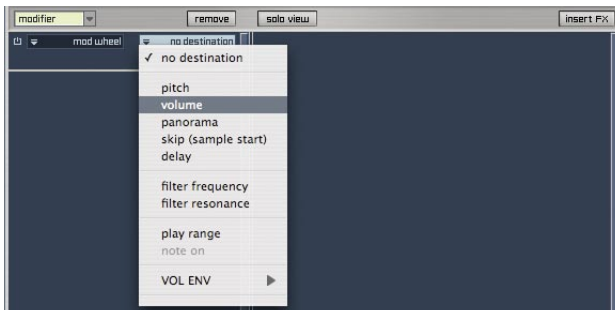 modifier remove solo view insert FX
mod wheel no destination
✓ no destination
pitch
volume
panorama
skip (sample start)
delay
filter frequency
filter resonance
play range
note on
VOL ENV